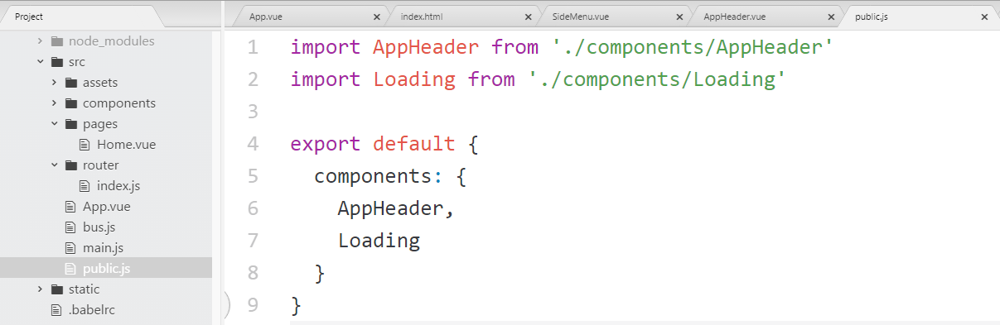 Project
node_modules
src
assets
components
pages
Home.vue
router
index.js
App.vue
bus.js
main.js
public.js
static
.babelrc
App.vue × index.html × SideMenu.vue × AppHeader.vue × public.js ×
1 import AppHeader from './components/AppHeader'
2 import Loading from './components/Loading'
3
4 export default {
5   components: {
6     AppHeader,
7     Loading
8   }
9 }